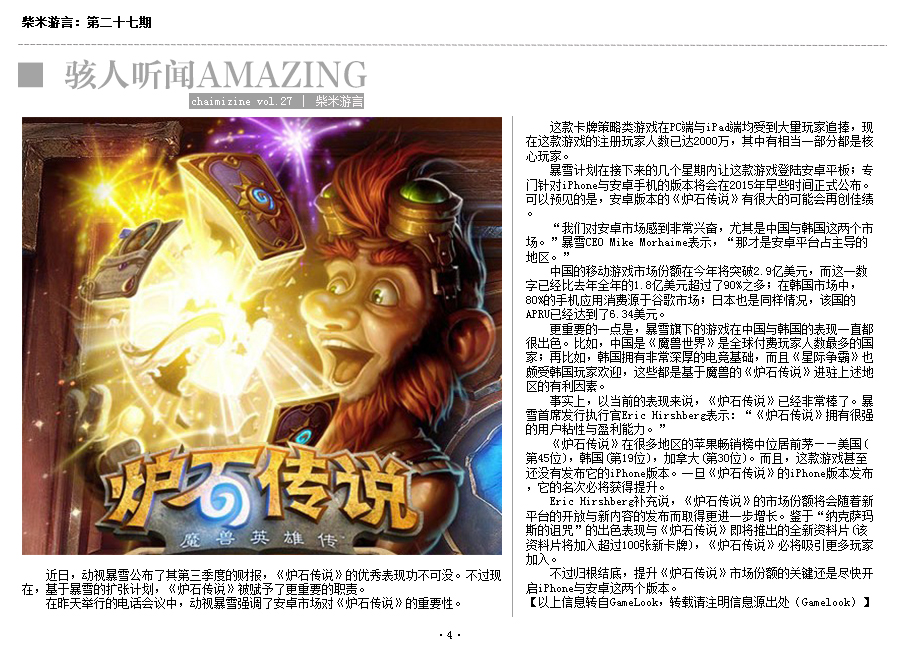 柴米游言：第二十七期
骇人听闻AMAZING
chaimizine vol.27 | 柴米游言
炉石传说
魔兽英雄传
近日，动视暴雪公布了其第三季度的财报，《炉石传说》的优秀表现功不可没。不过现
在，基于暴雪的扩张计划，《炉石传说》被赋予了更重要的职责。
在昨天举行的电话会议中，动视暴雪强调了安卓市场对《炉石传说》的重要性。
这款卡牌策略类游戏在PC端与iPad端均受到大量玩家追捧，现
在这款游戏的注册玩家人数已达2000万，其中有相当一部分都是核
心玩家。
暴雪计划在接下来的几个星期内让这款游戏登陆安卓平板；专
门针对iPhone与安卓手机的版本将会在2015年早些时间正式公布。
可以预见的是，安卓版本的《炉石传说》有很大的可能会再创佳绩
。
“我们对安卓市场感到非常兴奋，尤其是中国与韩国这两个市
场。”暴雪CEO Mike Morhaime表示，“那才是安卓平台占主导的
地区。”
中国的移动游戏市场份额在今年将突破2.9亿美元，而这一数
字已经比去年全年的1.8亿美元超过了90%之多；在韩国市场中，
80%的手机应用消费源于谷歌市场；日本也是同样情况，该国的
APRU已经达到了6.34美元。
更重要的一点是，暴雪旗下的游戏在中国与韩国的表现一直都
很出色。比如，中国是《魔兽世界》是全球付费玩家人数最多的国
家；再比如，韩国拥有非常深厚的电竞基础，而且《星际争霸》也
颇受韩国玩家欢迎，这些都是基于魔兽的《炉石传说》进驻上述地
区的有利因素。
事实上，以当前的表现来说，《炉石传说》已经非常棒了。暴
雪首席发行执行官Eric Hirshberg表示：“《炉石传说》拥有很强
的用户粘性与盈利能力。”
《炉石传说》在很多地区的苹果畅销榜中位居前茅——美国(
第45位)，韩国(第19位)，加拿大(第30位)。而且，这款游戏甚至
还没有发布它的iPhone版本。一旦《炉石传说》的iPhone版本发布
，它的名次必将获得提升。
Eric Hirshberg补充说，《炉石传说》的市场份额将会随着新
平台的开放与新内容的发布而取得更进一步增长。鉴于“纳克萨玛
斯的诅咒”的出色表现与《炉石传说》即将推出的全新资料片(该
资料片将加入超过100张新卡牌)，《炉石传说》必将吸引更多玩家
加入。
不过归根结底，提升《炉石传说》市场份额的关键还是尽快开
启iPhone与安卓这两个版本。
【以上信息转自GameLook，转载请注明信息源出处（Gamelook）】
·4·